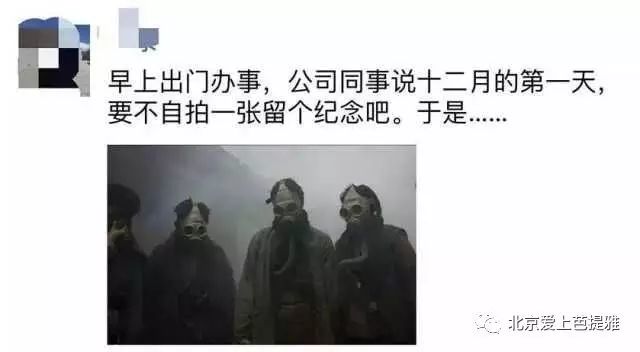 早上出门办事，公司同事说十二月的第一天，
要不自拍一张留个纪念吧。于是......
北京爱上芭提雅